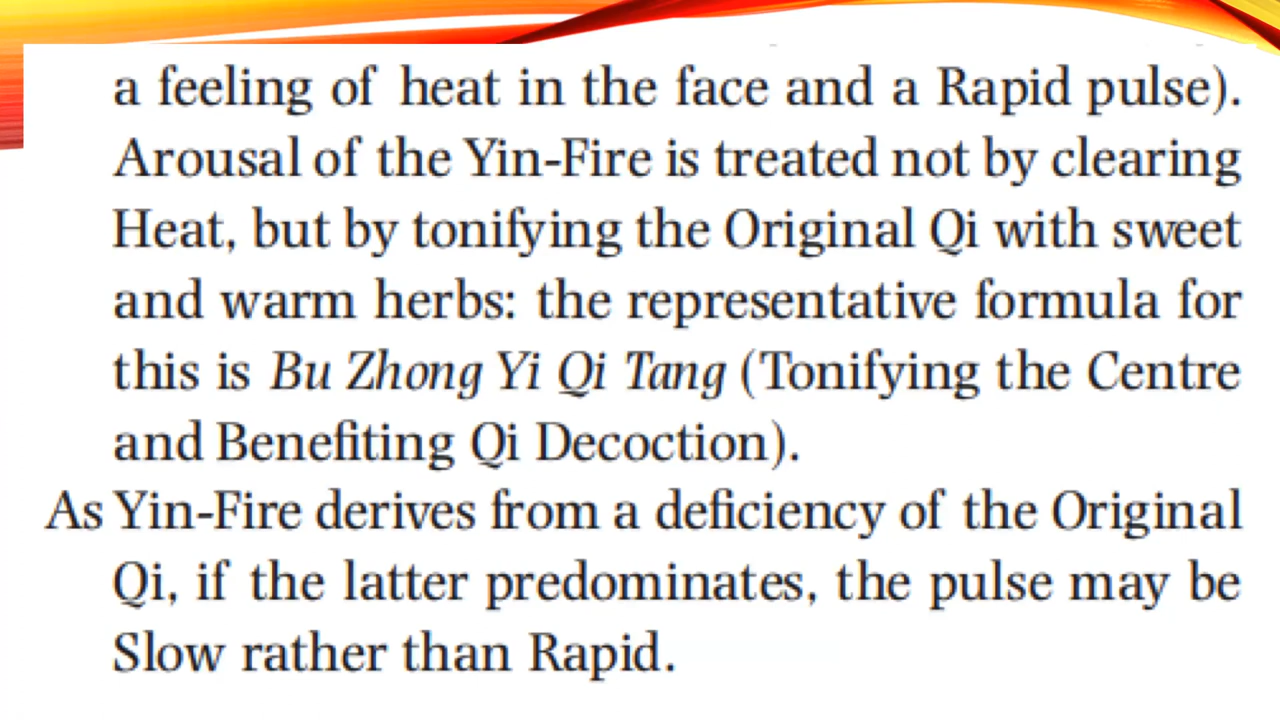 a feeling of heat in the face and a Rapid pulse).
Arousal of the Yin-Fire is treated not by clearing
Heat, but by tonifying the Original Qi with sweet
and warm herbs: the representative formula for
this is Bu Zhong Yi Qi Tang (Tonifying the Centre
and Benefiting Qi Decoction).
As Yin-Fire derives from a deficiency of the Original
Qi, if the latter predominates, the pulse may be
Slow rather than Rapid.